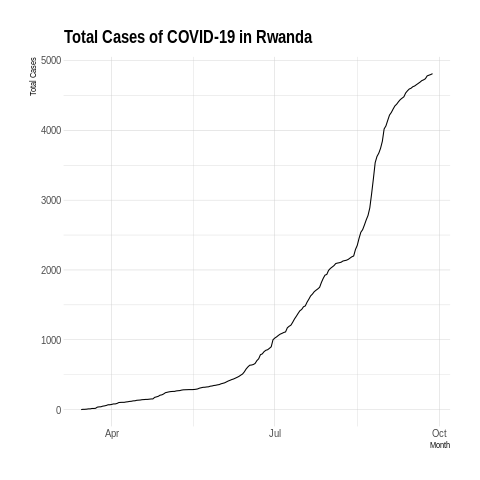 Total Cases of COVID-19 in Rwanda
Total Cases
5000
4000
3000
2000
1000
0
Apr
Jul
Oct
Month